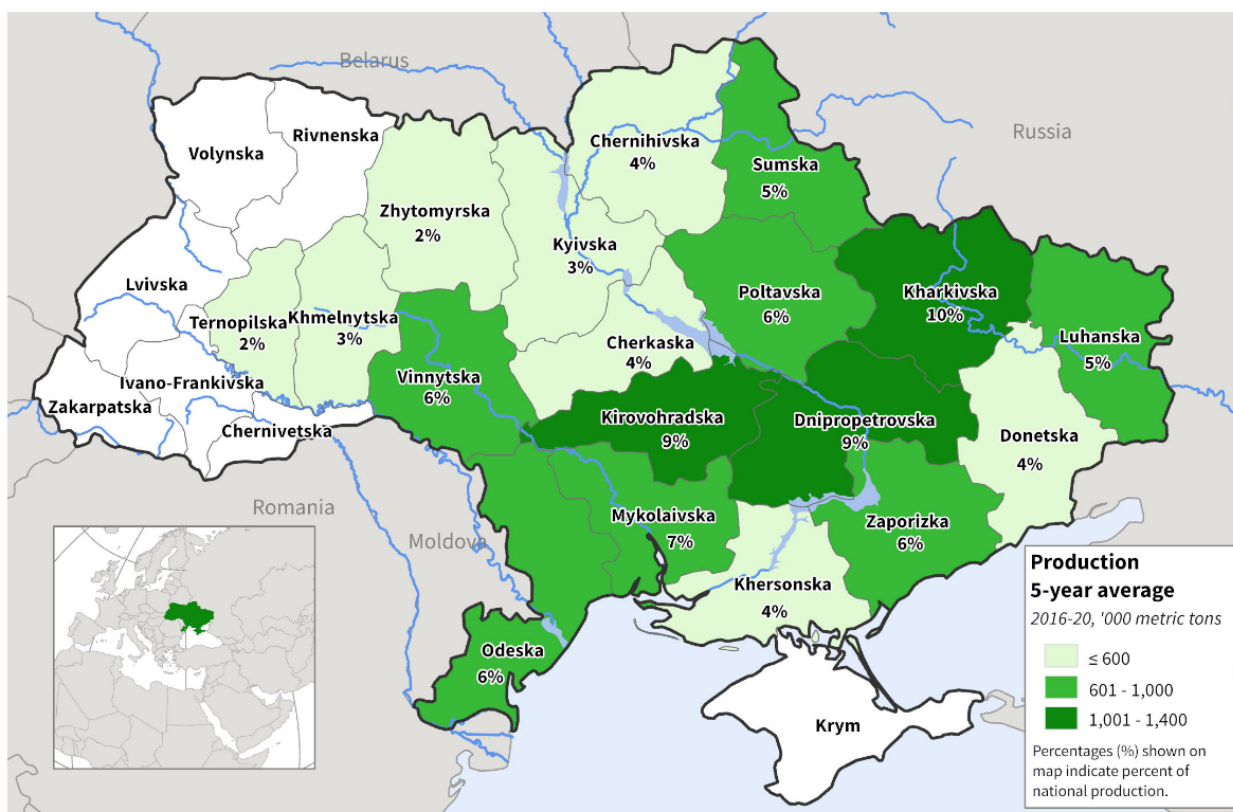 Belarus
Russia
Rivnenska
Volynska
Chernihivska
4%
Sumska
5%
Zhytomyrska
2%
Kyivska
3%
Lvivska
Poltavska
6%
Kharkivska
10%
Ternopilska
2%
Khmelnytska
3%
Cherkaska
4%
Luhanska
5%
Vinnytska
6%
Ivano-Frankivska
Zakarpatska
Chernivetska
Kirovohradska
9%
Dnipropetrovska
9%
Donetska
4%
Romania
Moldova
Mykolaivska
7%
Zaporizka
6%
Khersonska
4%
Odeska
6%
Krym
Production
5-year average
2016-20, '000 metric tons
≤ 600
601 - 1,000
1,001 - 1,400
Percentages (%) shown on
map indicate percent of
national production.